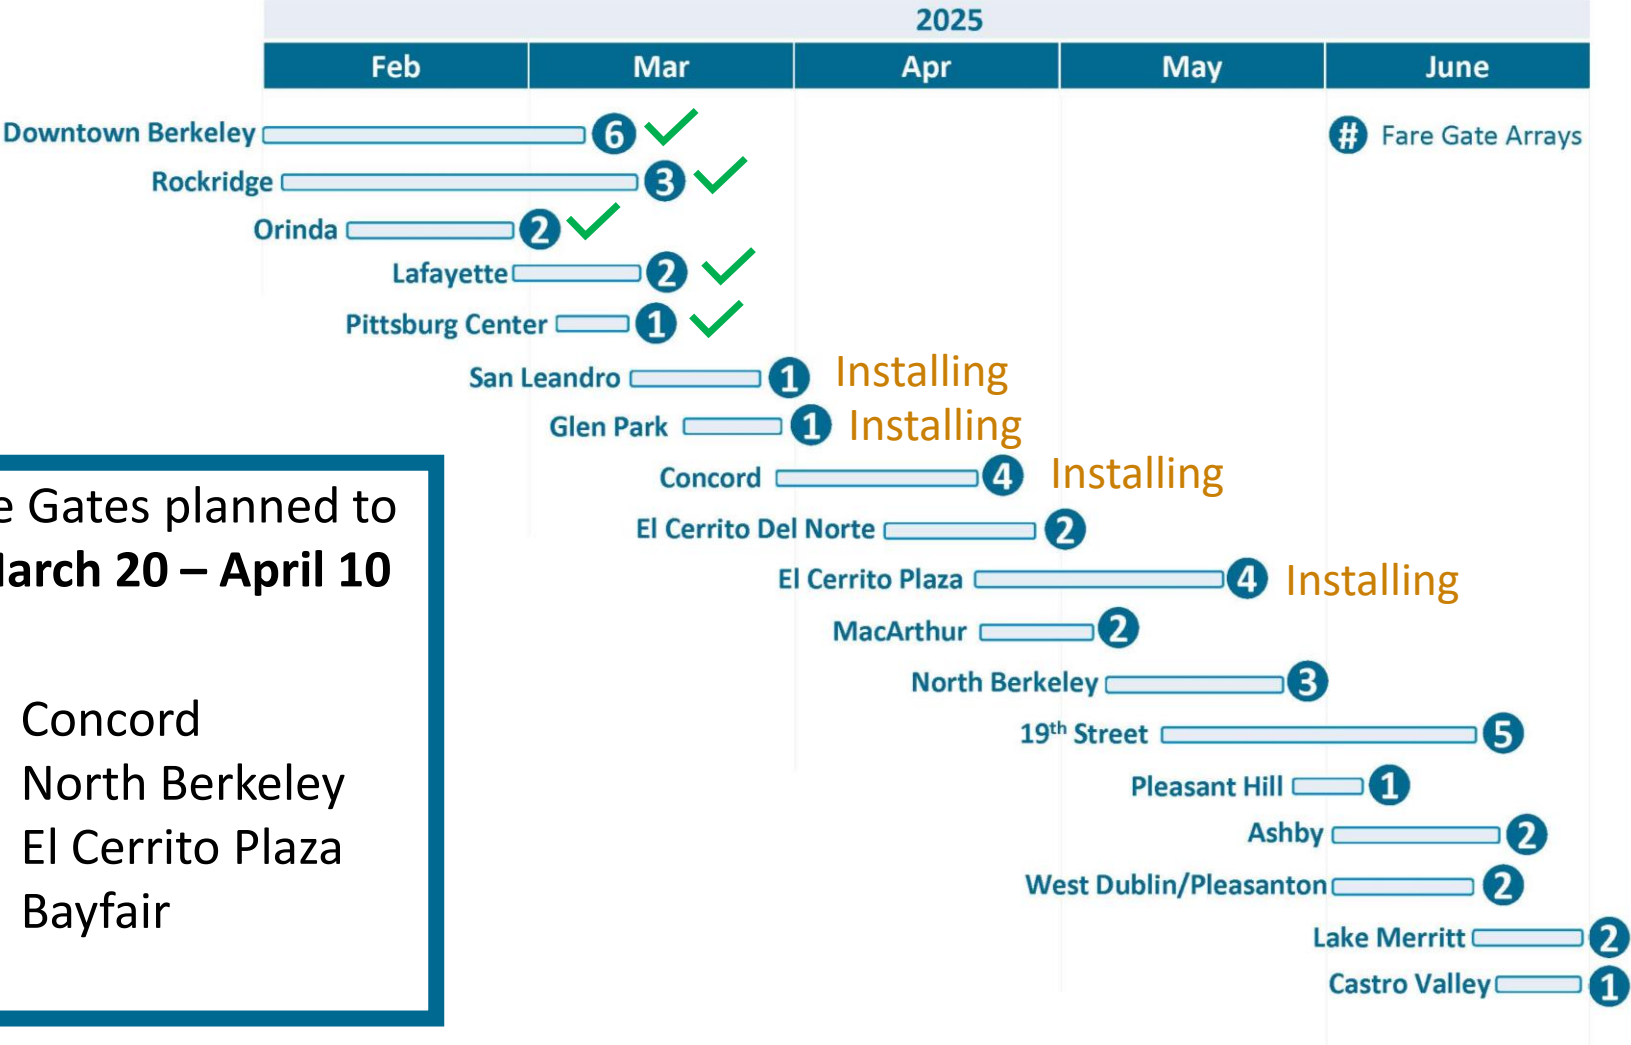 2025
Feb Mar Apr May June
Downtown Berkeley 6
# Fare Gate Arrays
Rockridge 3
Orinda 2
Lafayette 2
Pittsburg Center 1
San Leandro 1 Installing
Glen Park 1 Installing
Concord 4 Installing
El Cerrito Del Norte 2
El Cerrito Plaza 4 Installing
MacArthur 2
North Berkeley 3
19th Street 5
Pleasant Hill 1
Ashby 2
West Dublin/Pleasanton 2
Lake Merritt 2
Castro Valley 1
e Gates planned to
March 20 – April 10
Concord
North Berkeley
El Cerrito Plaza
Bayfair